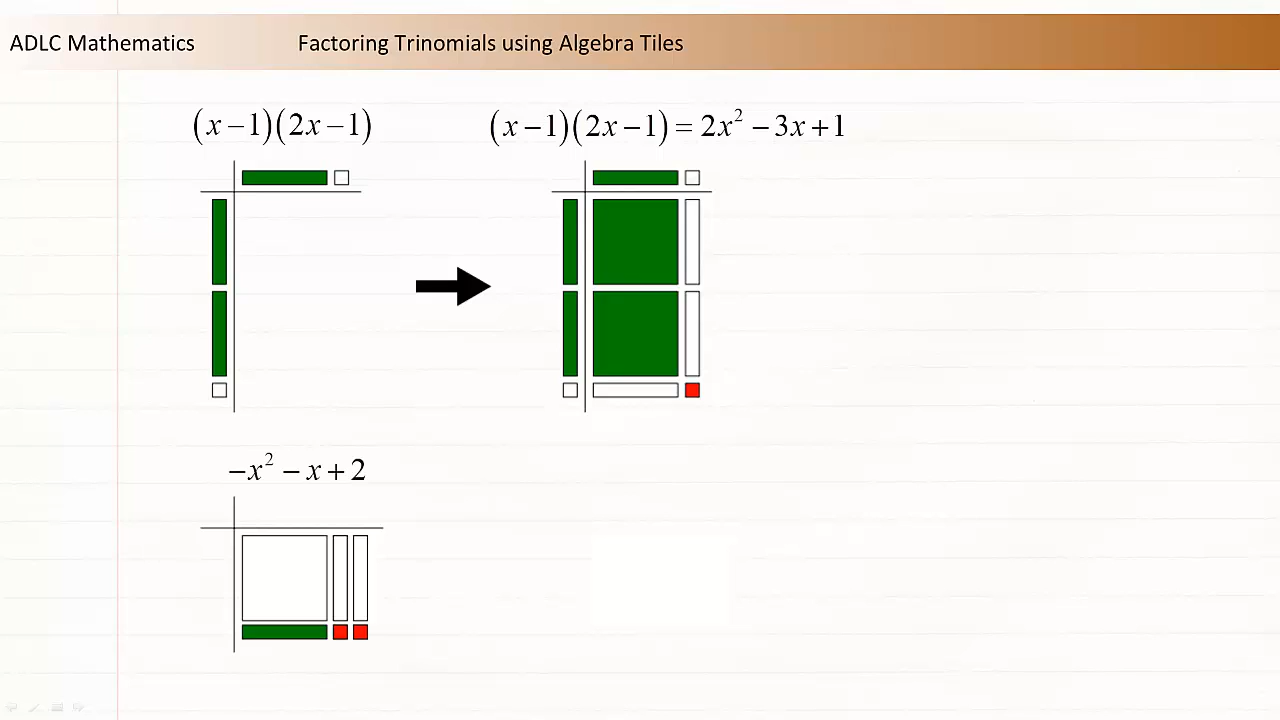 ADLC Mathematics Factoring Trinomials using Algebra Tiles
(x−1)(2x−1) (x−1)(2x−1) = 2x² − 3x + 1
−x² − x + 2